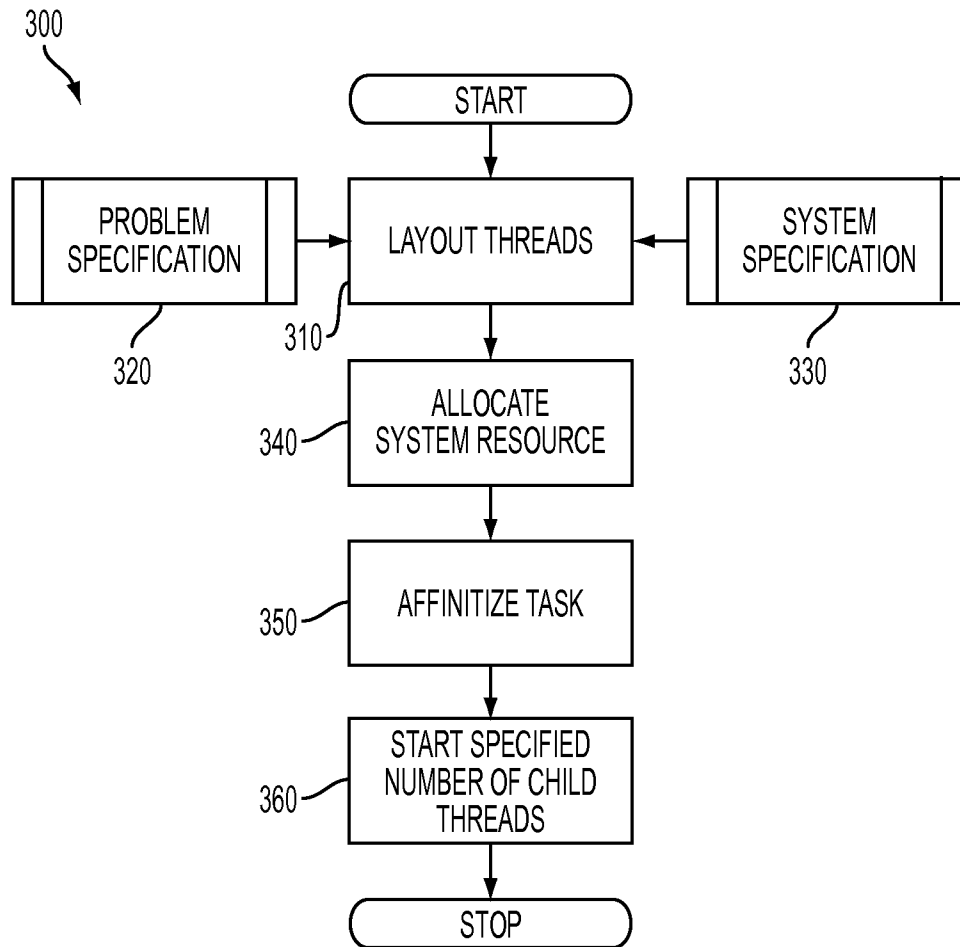 300
START
PROBLEM
SPECIFICATION
LAYOUT THREADS
SYSTEM
SPECIFICATION
310
320
330
ALLOCATE
SYSTEM RESOURCE
340
AFFINITIZE TASK
350
START SPECIFIED
NUMBER OF CHILD
THREADS
360
STOP